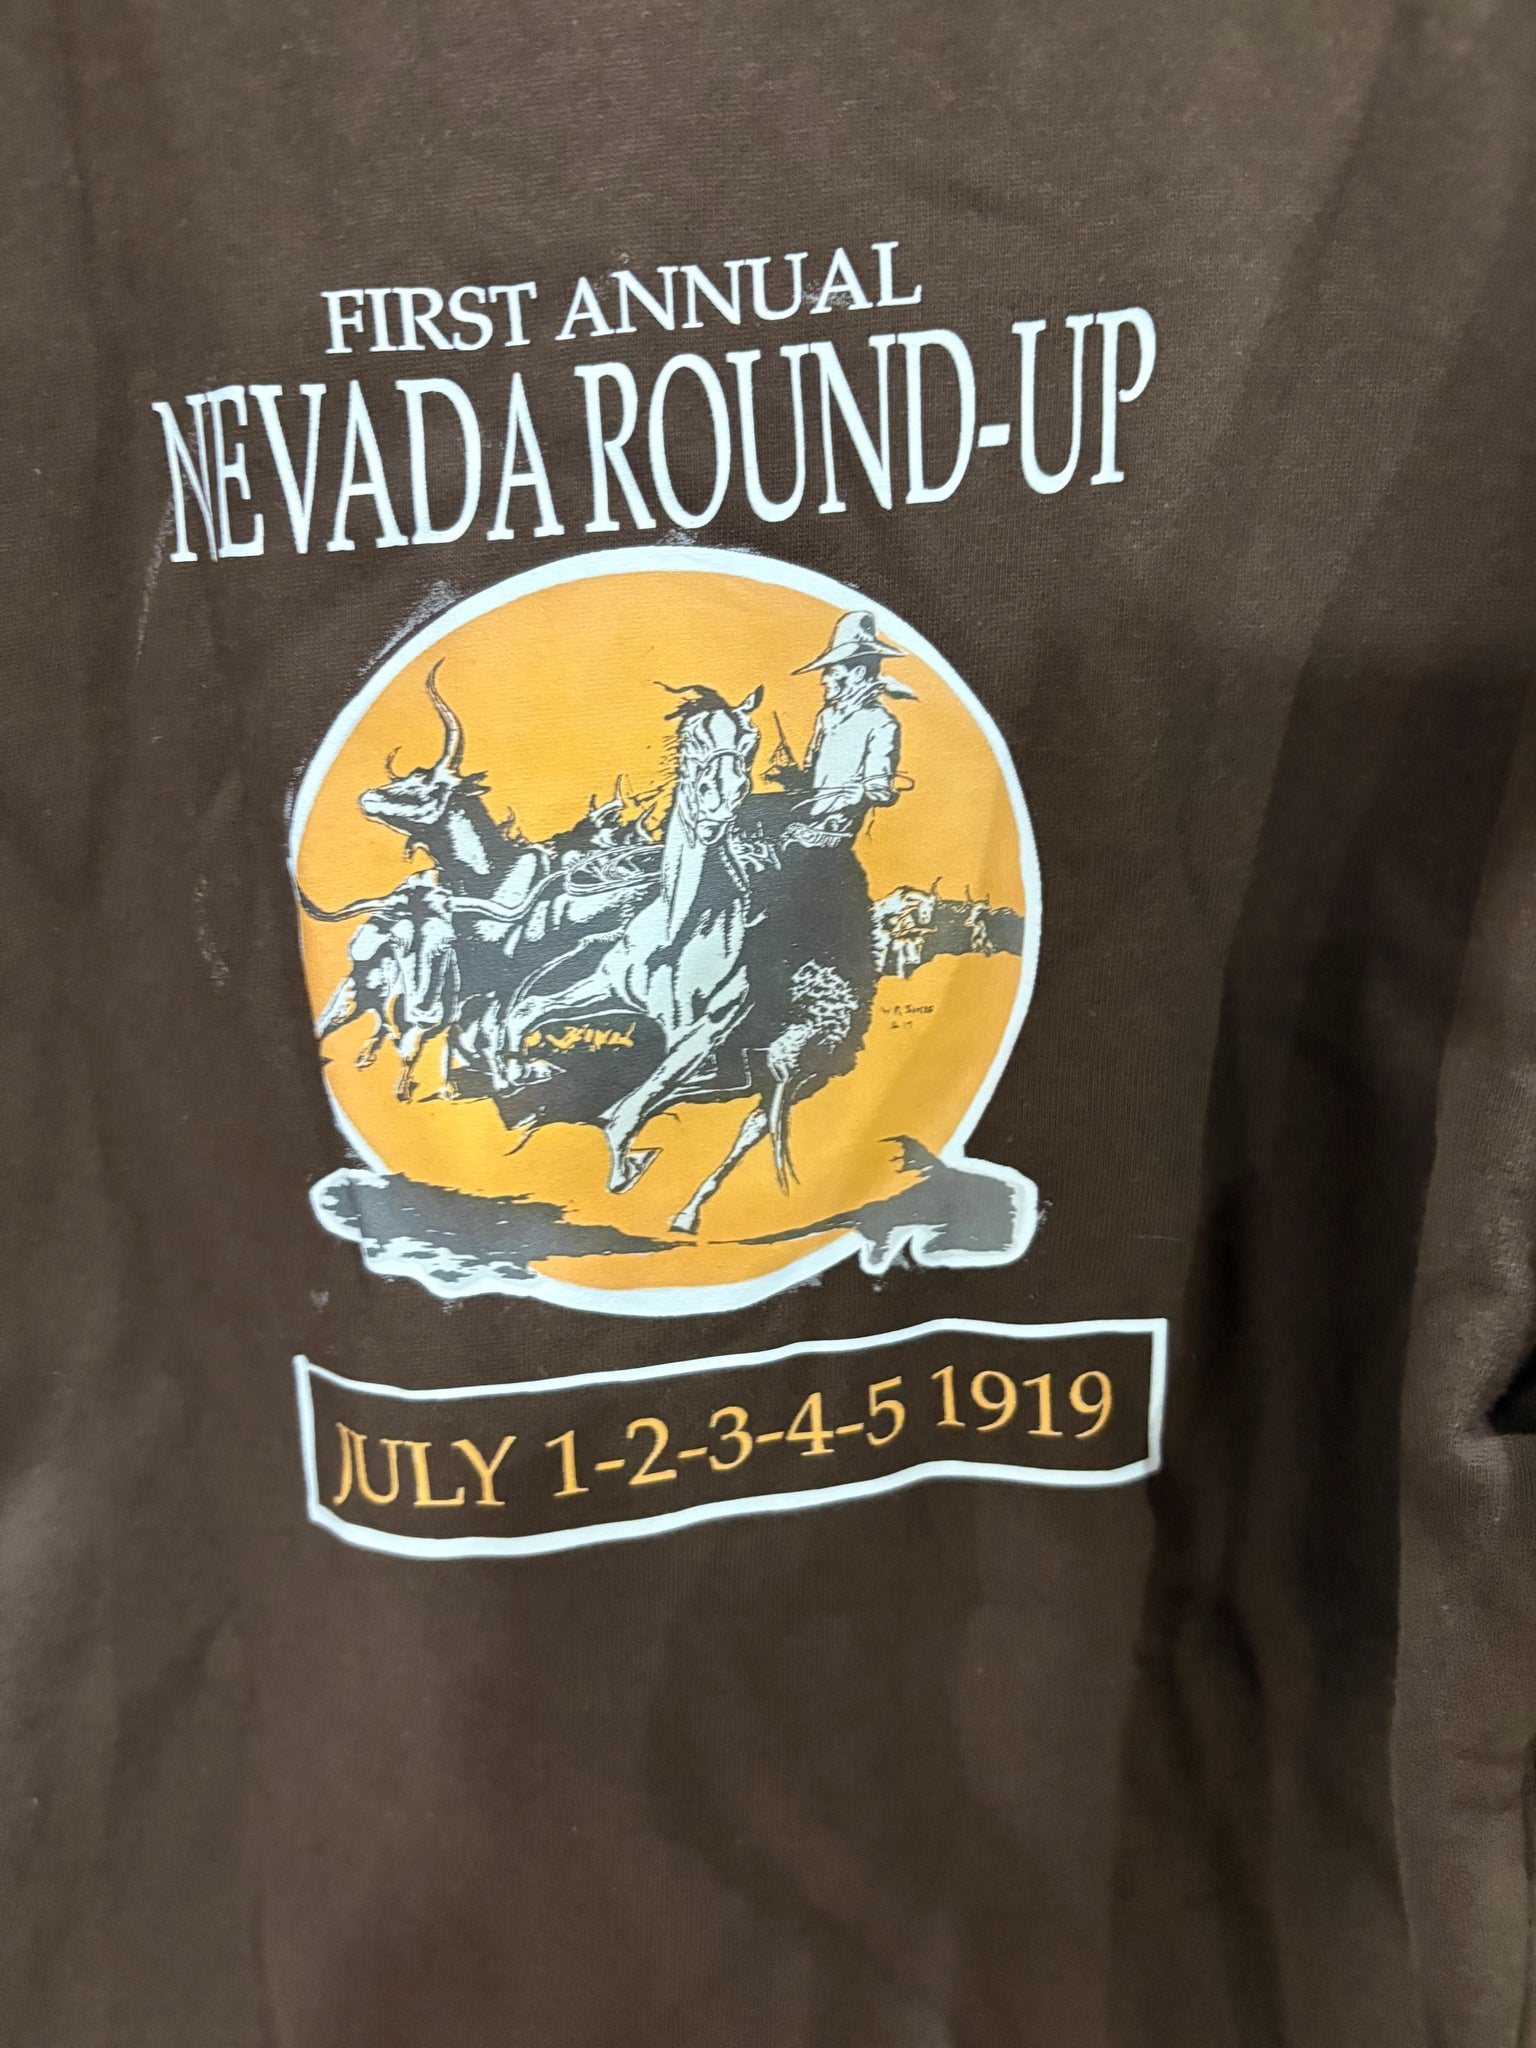 FIRST ANNUAL
NEVADA ROUND-UP
JULY 1-2-3-4-5 1919